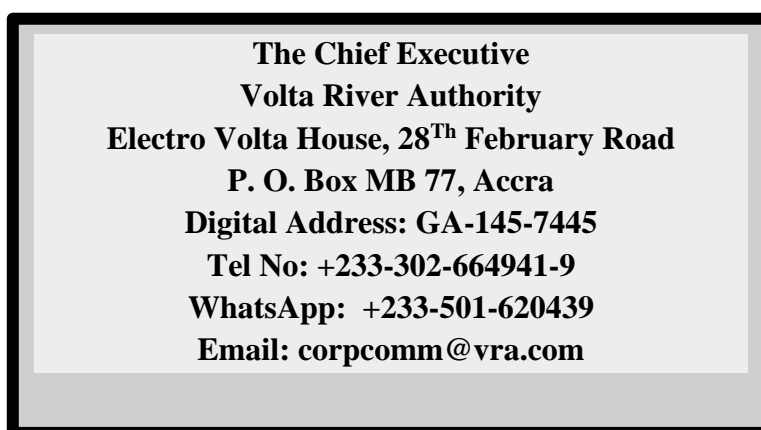 The Chief Executive
Volta River Authority
Electro Volta House, 28Th February Road
P. O. Box MB 77, Accra
Digital Address: GA-145-7445
Tel No: +233-302-664941-9
WhatsApp: +233-501-620439
Email: corpcomm@vra.com